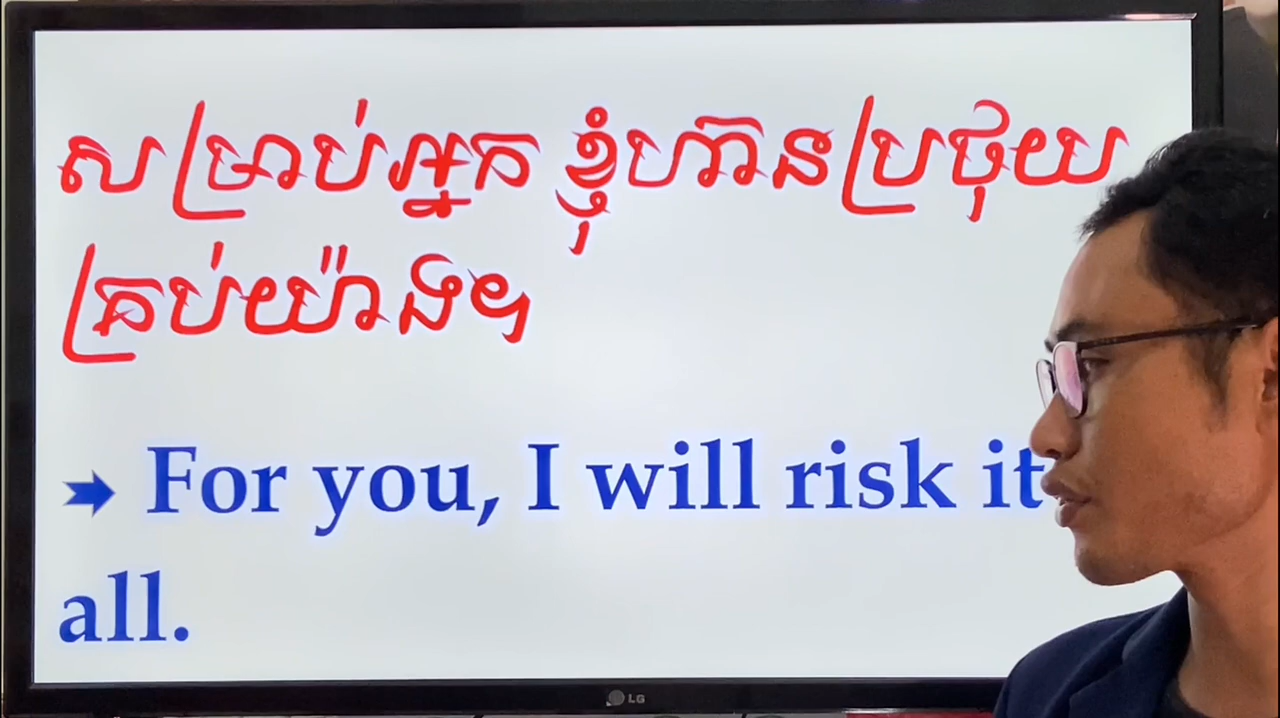 សម្រាប់អ្នក ខ្ញុំហ៊ានប្រថុយ
គ្រប់យ៉ាង។
➽ For you, I will risk it
all.
LG